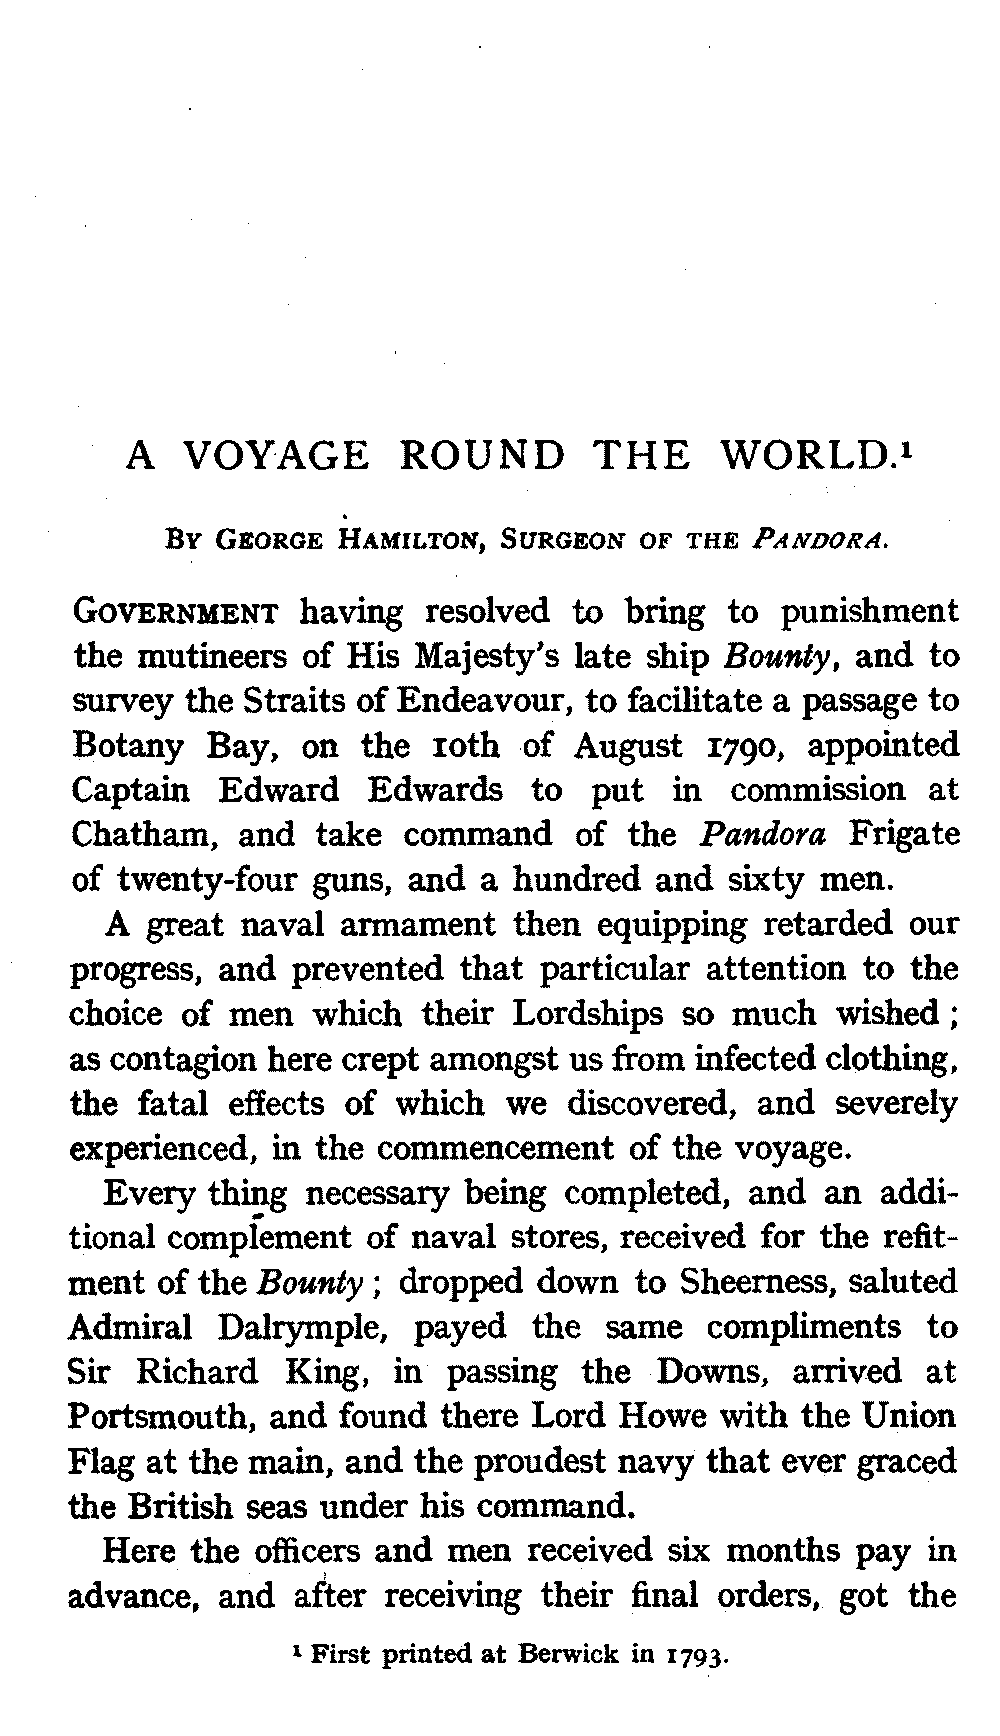 A VOYAGE ROUND THE WORLD.¹
By George Hamilton, Surgeon of the Pandora.
Government having resolved to bring to punishment
the mutineers of His Majesty's late ship Bounty, and to
survey the Straits of Endeavour, to facilitate a passage to
Botany Bay, on the 10th of August 1790, appointed
Captain Edward Edwards to put in commission at
Chatham, and take command of the Pandora Frigate
of twenty-four guns, and a hundred and sixty men.
A great naval armament then equipping retarded our
progress, and prevented that particular attention to the
choice of men which their Lordships so much wished ;
as contagion here crept amongst us from infected clothing,
the fatal effects of which we discovered, and severely
experienced, in the commencement of the voyage.
Every thing necessary being completed, and an addi-
tional complement of naval stores, received for the refit-
ment of the Bounty ; dropped down to Sheerness, saluted
Admiral Dalrymple, payed the same compliments to
Sir Richard King, in passing the Downs, arrived at
Portsmouth, and found there Lord Howe with the Union
Flag at the main, and the proudest navy that ever graced
the British seas under his command.
Here the officers and men received six months pay in
advance, and after receiving their final orders, got the
¹ First printed at Berwick in 1793.